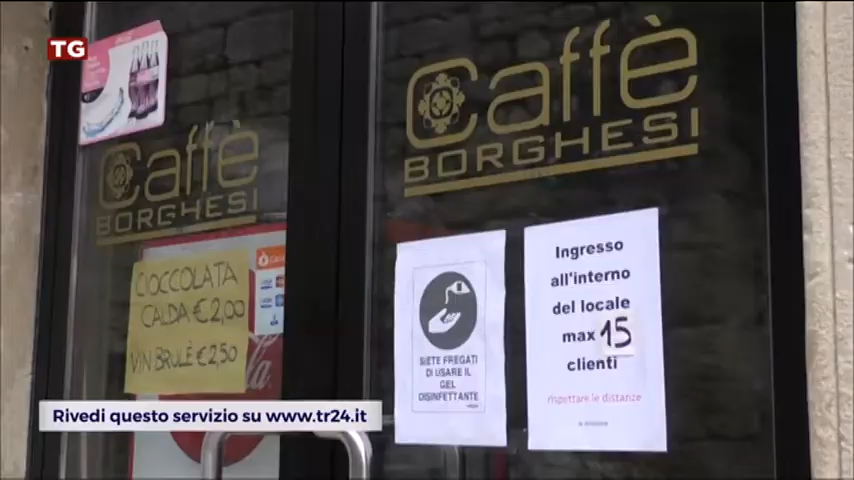 TG
Caffè
BORGHESI
Caffè
BORGHESI
CIOCCOLATA
CALDA €2,00
VIN BRULÈ €2,50
SIETE PREGATI
DI USARE IL
GEL
DISINFETTANTE
Ingresso
all'interno
del locale
max 15
clienti
rispettare le distanze
Rivedi questo servizio su www.tr24.it